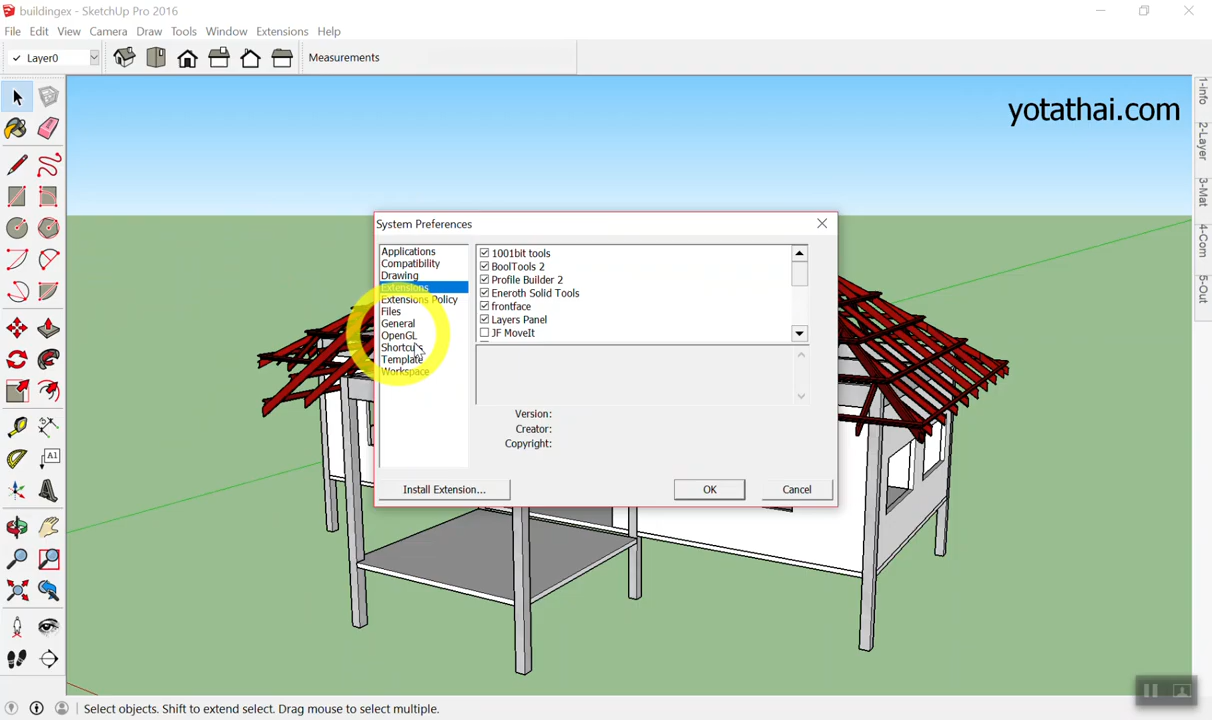 buildingex - SketchUp Pro 2016
File Edit View Camera Draw Tools Window Extensions Help
Layer0
Measurements
yotathai.com
1-Info
2-Layer
3-Mat
4-Com
5-Out
System Preferences
Applications
Compatibility
Drawing
Extensions
Extensions Policy
Files
General
OpenGL
Shortcuts
Template
Workspace
1001bit tools
BoolTools 2
Profile Builder 2
Eneroth Solid Tools
frontface
Layers Panel
JF MoveIt
Version:
Creator:
Copyright:
Install Extension...
OK
Cancel
A1
Select objects. Shift to extend select. Drag mouse to select multiple.